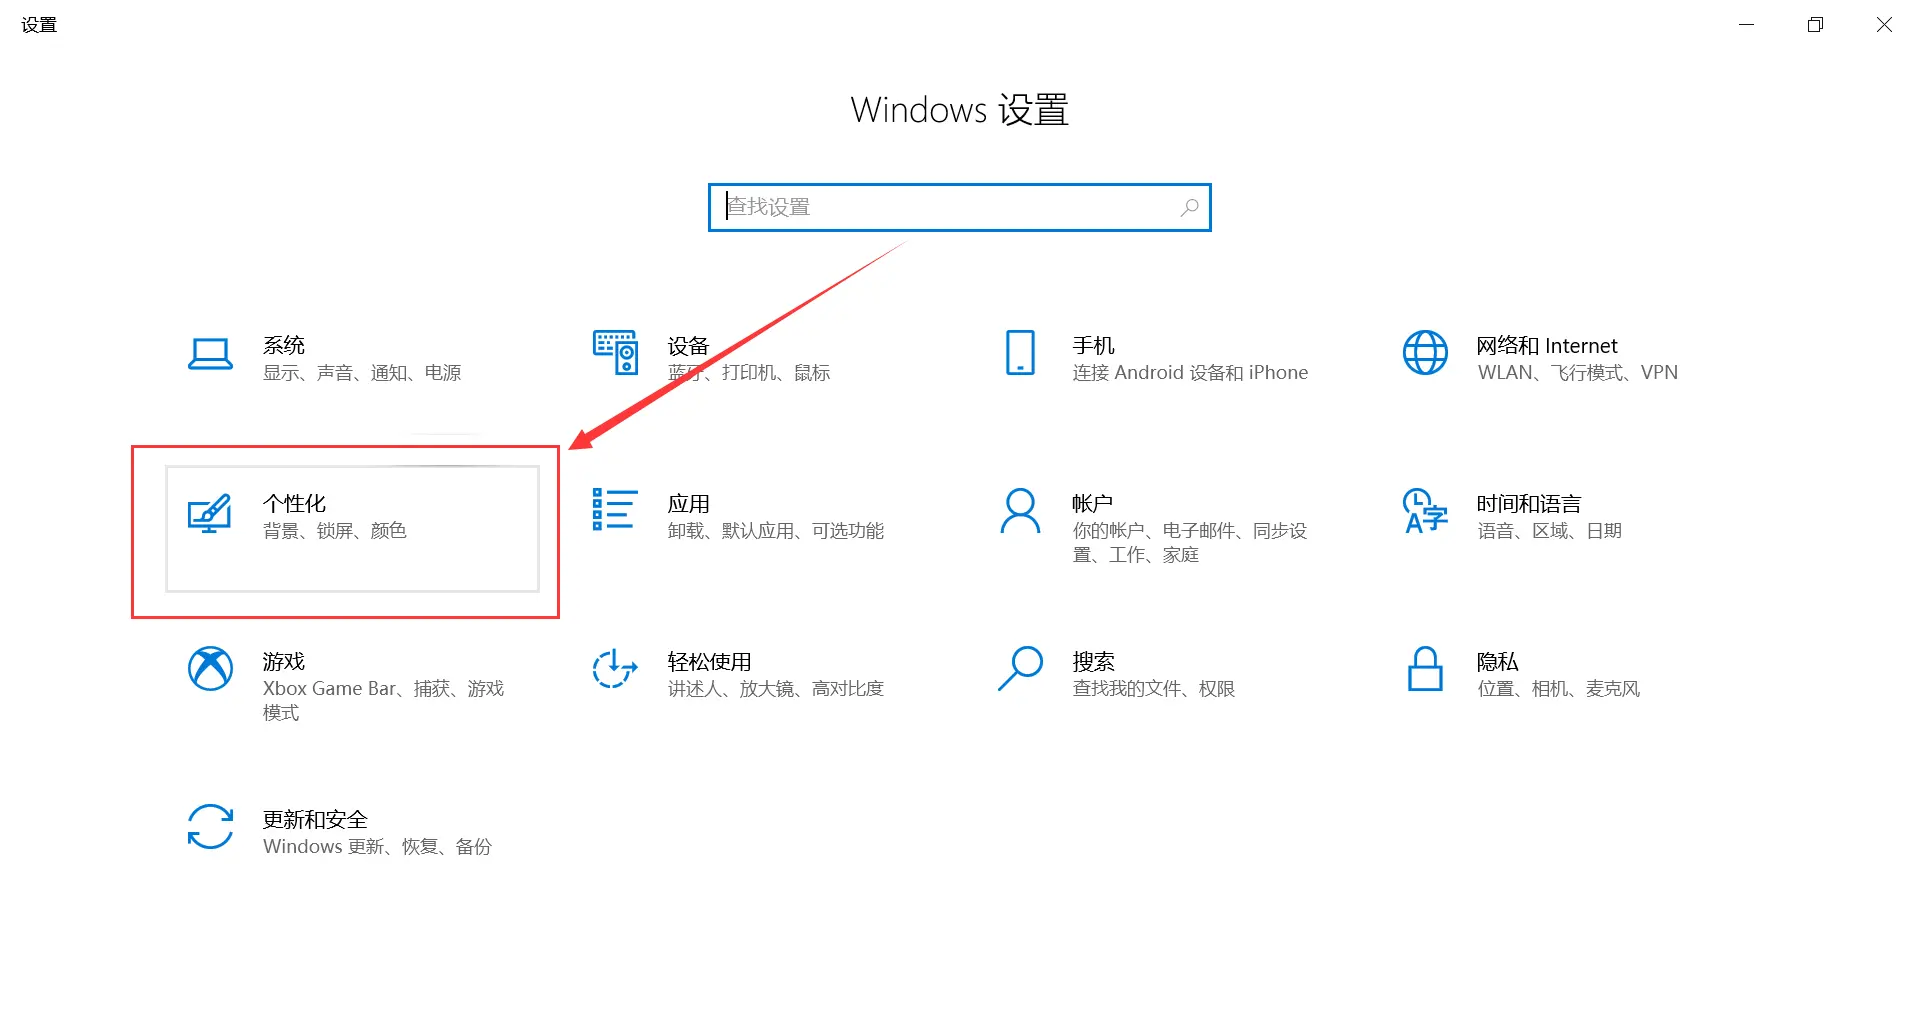 设置
Windows 设置
查找设置
系统
显示、声音、通知、电源
设备
蓝牙、打印机、鼠标
手机
连接 Android 设备和 iPhone
网络和 Internet
WLAN、飞行模式、VPN
个性化
背景、锁屏、颜色
应用
卸载、默认应用、可选功能
帐户
你的帐户、电子邮件、同步设
置、工作、家庭
时间和语言
语音、区域、日期
游戏
Xbox Game Bar、捕获、游戏
模式
轻松使用
讲述人、放大镜、高对比度
搜索
查找我的文件、权限
隐私
位置、相机、麦克风
更新和安全
Windows 更新、恢复、备份